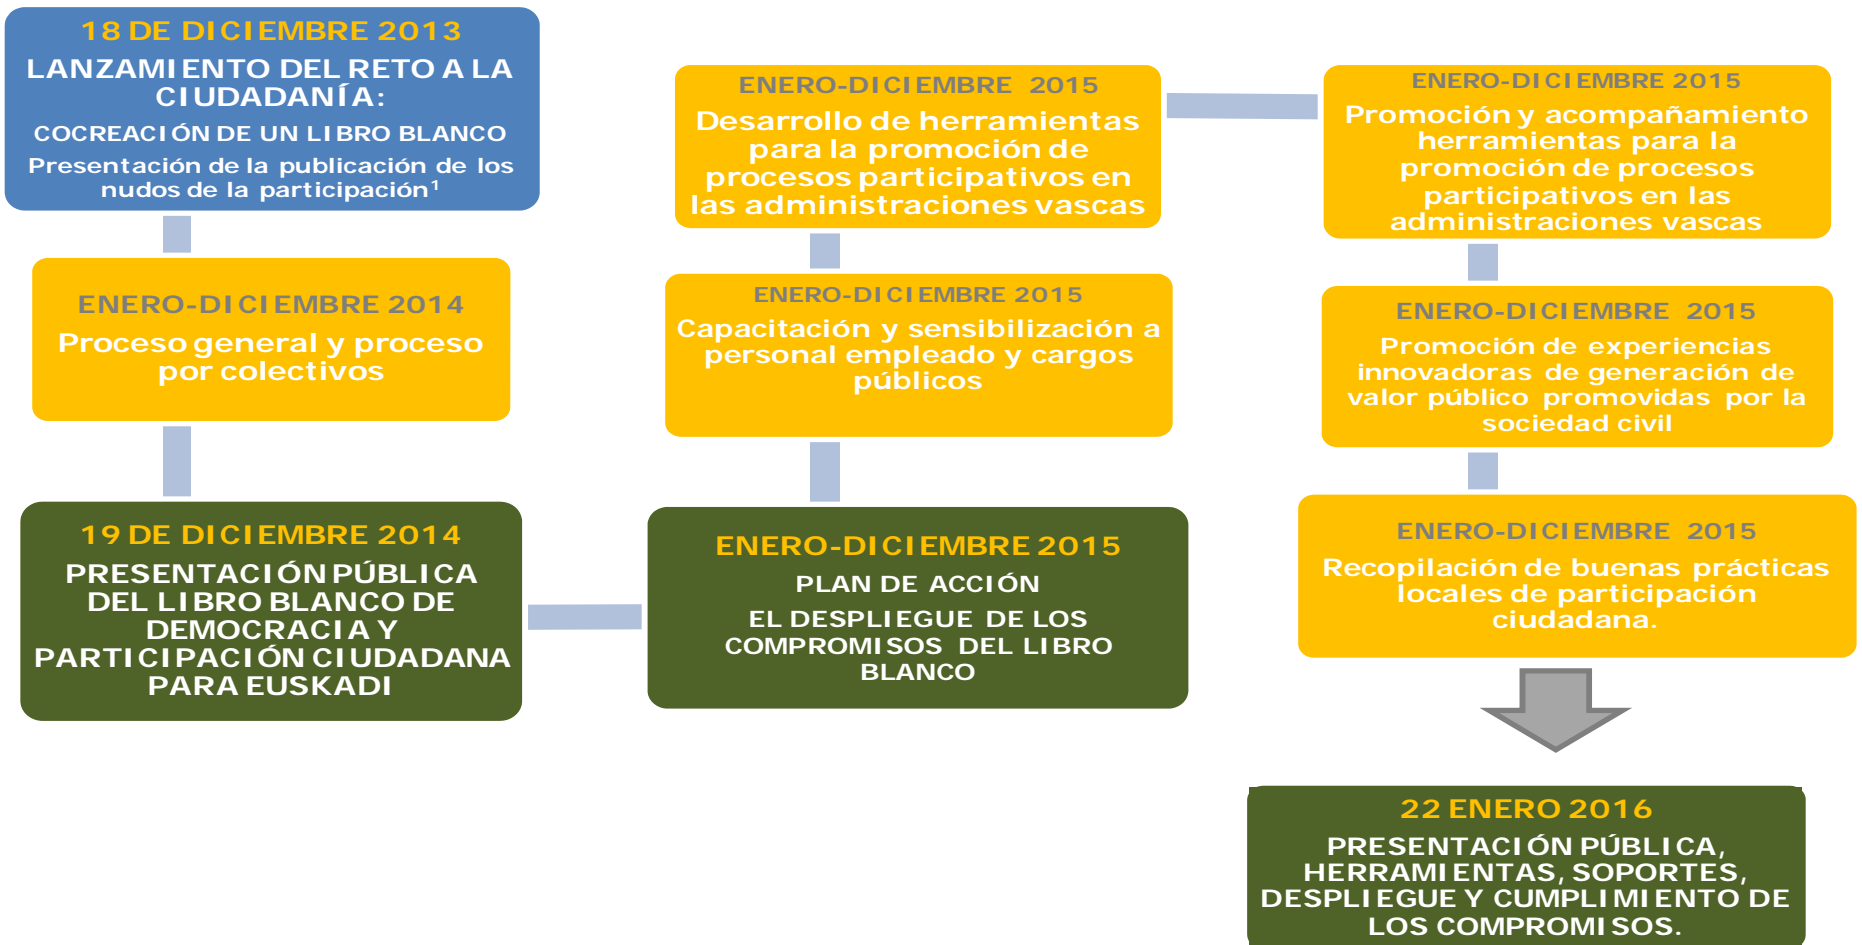 18 DE DICIEMBRE 2013
LANZAMIENTO DEL RETO A LA
CIUDADANÍA:
COCREACIÓN DE UN LIBRO BLANCO
Presentación de la publicación de los
nudos de la participación¹
ENERO-DICIEMBRE 2014
Proceso general y proceso
por colectivos
19 DE DICIEMBRE 2014
PRESENTACIÓN PÚBLICA
DEL LIBRO BLANCO DE
DEMOCRACIA Y
PARTICIPACIÓN CIUDADANA
PARA EUSKADI
ENERO-DICIEMBRE 2015
PLAN DE ACCIÓN
EL DESPLIEGUE DE LOS
COMPROMISOS DEL LIBRO
BLANCO
ENERO-DICIEMBRE 2015
Capacitación y sensibilización a
personal empleado y cargos
públicos
ENERO-DICIEMBRE 2015
Desarrollo de herramientas
para la promoción de
procesos participativos en
las administraciones vascas
ENERO-DICIEMBRE 2015
Promoción y acompañamiento
herramientas para la
promoción de procesos
participativos en las
administraciones vascas
ENERO-DICIEMBRE 2015
Promoción de experiencias
innovadoras de generación de
valor público promovidas por la
sociedad civil
ENERO-DICIEMBRE 2015
Recopilación de buenas prácticas
locales de participación
ciudadana.
22 ENERO 2016
PRESENTACIÓN PÚBLICA,
HERRAMIENTAS, SOPORTES,
DESPLIEGUE Y CUMPLIMIENTO DE
LOS COMPROMISOS.